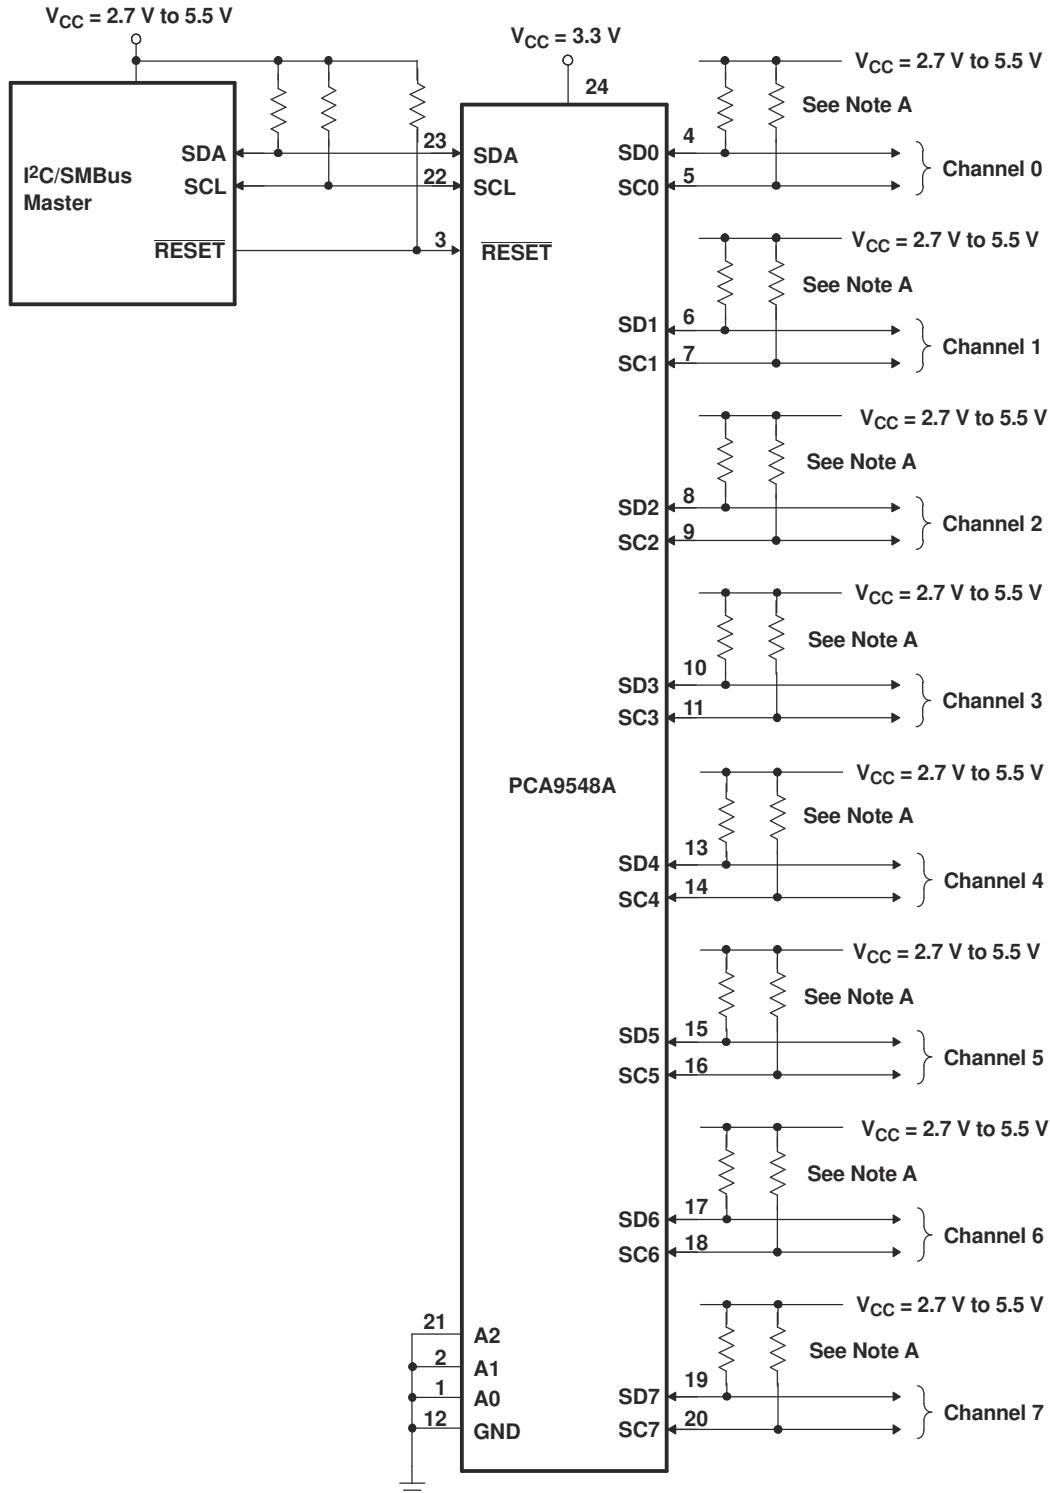 VCC = 2.7 V to 5.5 V
VCC = 3.3 V
24
I2C/SMBus
Master
SDA
SCL
RESET
23
22
3
SDA
SCL
RESET
PCA9548A
21
2
1
12
A2
A1
A0
GND
VCC = 2.7 V to 5.5 V
See Note A
SD0
4
SC0
5
Channel 0
VCC = 2.7 V to 5.5 V
See Note A
SD1
6
SC1
7
Channel 1
VCC = 2.7 V to 5.5 V
See Note A
SD2
8
SC2
9
Channel 2
VCC = 2.7 V to 5.5 V
See Note A
SD3
10
SC3
11
Channel 3
VCC = 2.7 V to 5.5 V
See Note A
SD4
13
SC4
14
Channel 4
VCC = 2.7 V to 5.5 V
See Note A
SD5
15
SC5
16
Channel 5
VCC = 2.7 V to 5.5 V
See Note A
SD6
17
SC6
18
Channel 6
VCC = 2.7 V to 5.5 V
See Note A
SD7
19
SC7
20
Channel 7